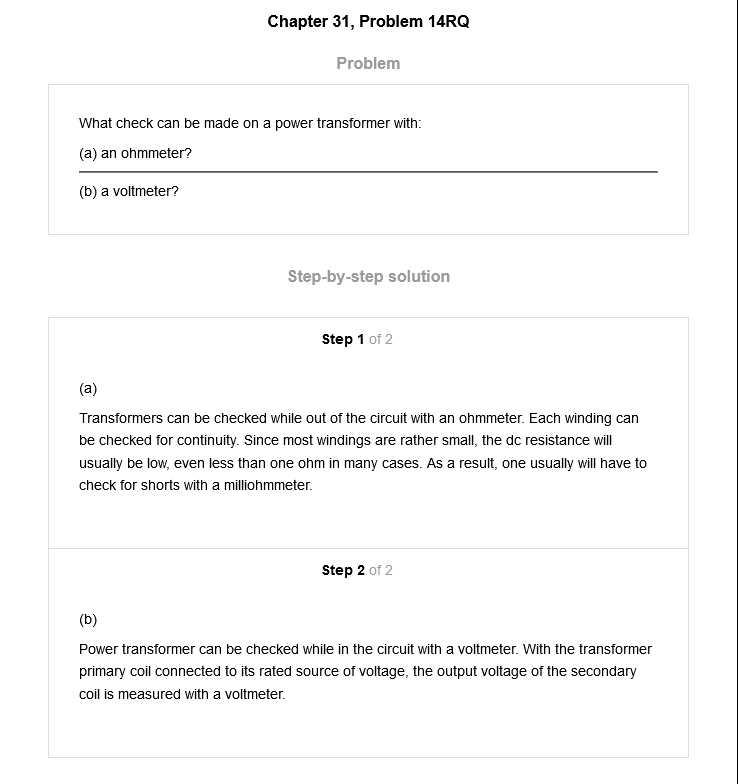 Chapter 31, Problem 14RQ
Problem
What check can be made on a power transformer with:
(a) an ohmmeter?
(b) a voltmeter?
Step-by-step solution
Step 1 of 2
(a)
Transformers can be checked while out of the circuit with an ohmmeter. Each winding can
be checked for continuity. Since most windings are rather small, the dc resistance will
usually be low, even less than one ohm in many cases. As a result, one usually will have to
check for shorts with a milliohmmeter.
Step 2 of 2
(b)
Power transformer can be checked while in the circuit with a voltmeter. With the transformer
primary coil connected to its rated source of voltage, the output voltage of the secondary
coil is measured with a voltmeter.